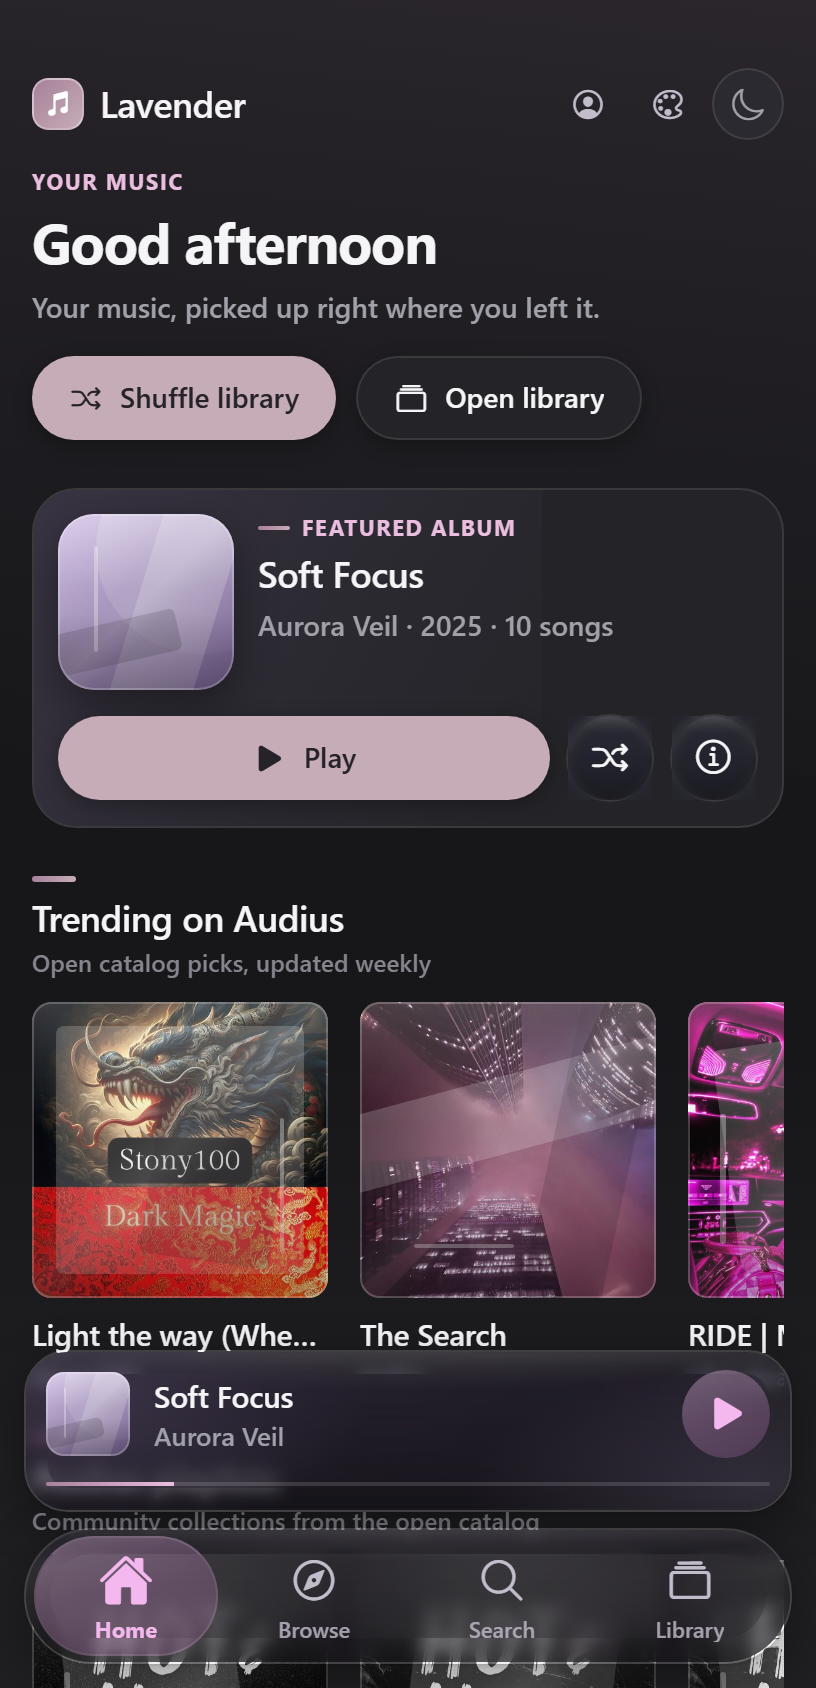 Lavender
YOUR MUSIC
Good afternoon
Your music, picked up right where you left it.
Shuffle library
Open library
FEATURED ALBUM
Soft Focus
Aurora Veil · 2025 · 10 songs
Play
Trending on Audius
Open catalog picks, updated weekly
Stony100
Dark Magic
Light the way (Whe...
The Search
RIDE |
Soft Focus
Aurora Veil
Community collections from the open catalog
Home
Browse
Search
Library